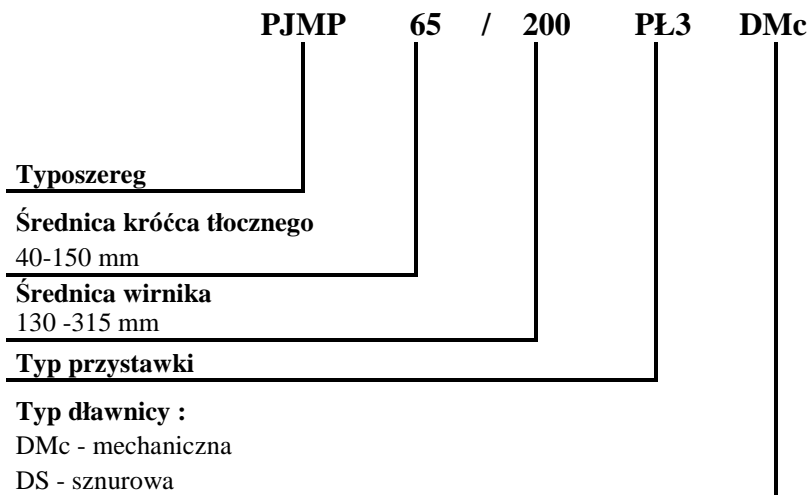 PJMP 65 / 200 PŁ3 DMc
Typoszereg
Średnica króćca tłocznego
40-150 mm
Średnica wirnika
130 -315 mm
Typ przystawki
Typ dławnicy :
DMc - mechaniczna
DS - sznurowa